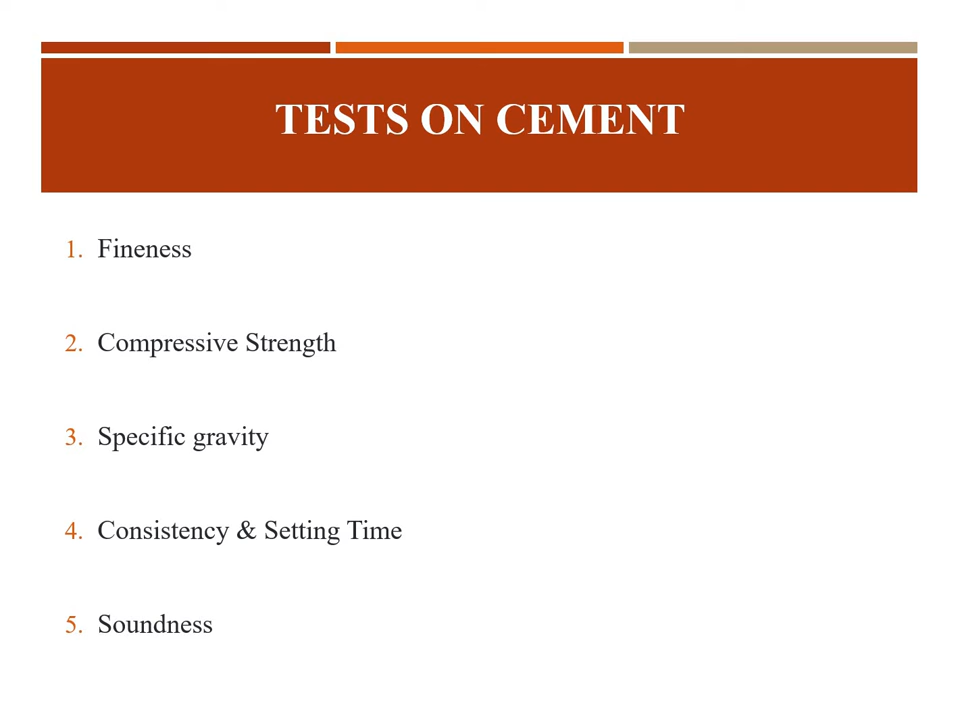 TESTS ON CEMENT
1. Fineness
2. Compressive Strength
3. Specific gravity
4. Consistency & Setting Time
5. Soundness